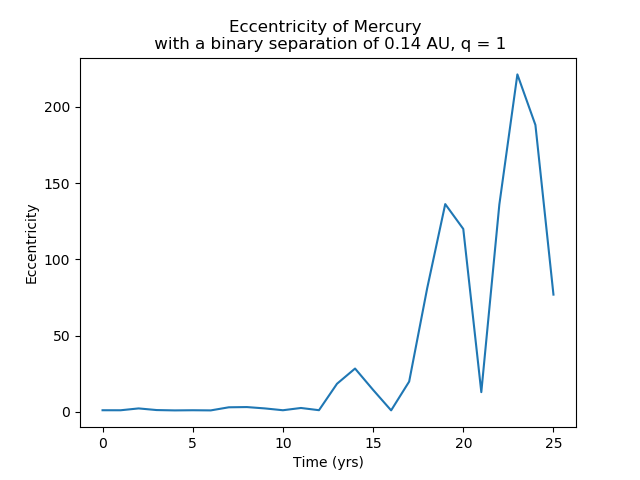 Eccentricity of Mercury
with a binary separation of 0.14 AU, q = 1
Eccentricity
200
150
100
50
0
0 5 10 15 20 25
Time (yrs)